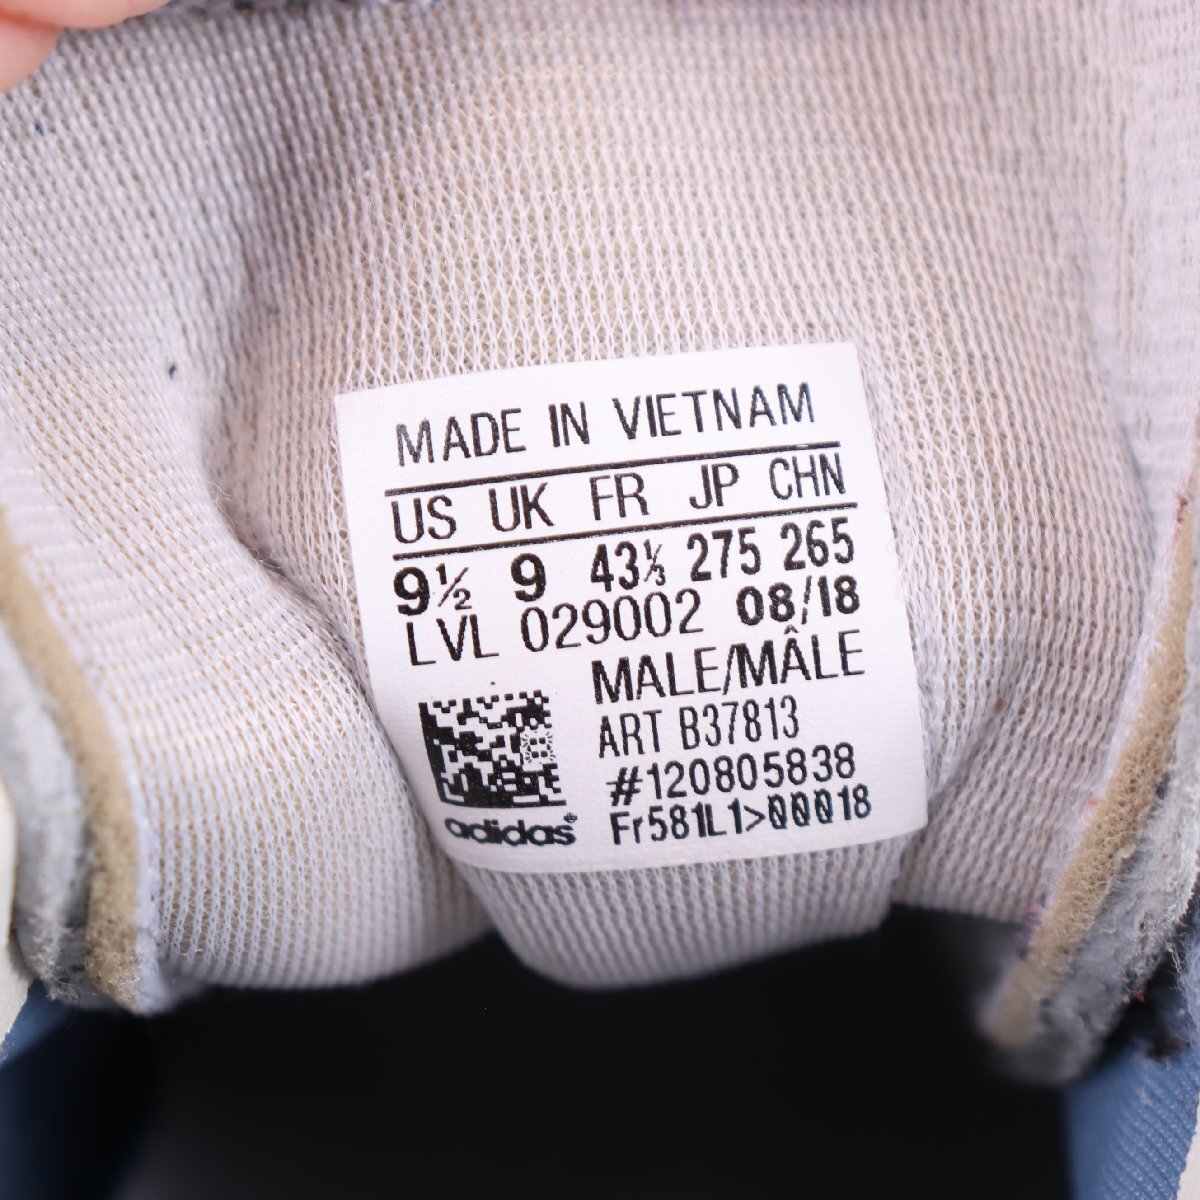 MADE IN VIETNAM
US UK FR JP CHN
9½ 9 43⅓ 275 265
LVL 029002 08/18
MALE/MÂLE
ART B37813
#120805838
adidas® Fr581L1>00018